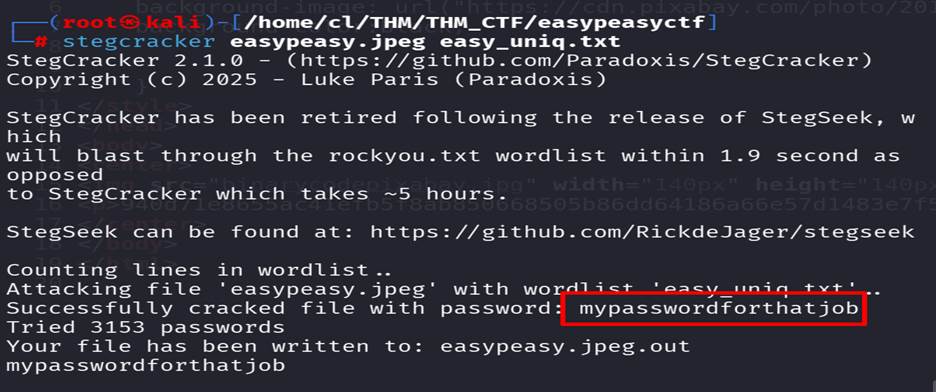 (root㉿kali)-[/home/cl/THM/THM_CTF/easypeasyctf]
# stegcracker easypeasy.jpeg easy_uniq.txt
StegCracker 2.1.0 - (https://github.com/Paradoxis/StegCracker)
Copyright (c) 2025 - Luke Paris (Paradoxis)
StegCracker has been retired following the release of StegSeek, w
hich
will blast through the rockyou.txt wordlist within 1.9 second as
opposed
to StegCracker which takes ~5 hours.
StegSeek can be found at: https://github.com/RickdeJager/stegseek
Counting lines in wordlist..
Attacking file 'easypeasy.jpeg' with wordlist 'easy_uniq.txt'..
Successfully cracked file with password: mypasswordforthatjob
Tried 3153 passwords
Your file has been written to: easypeasy.jpeg.out
mypasswordforthatjob